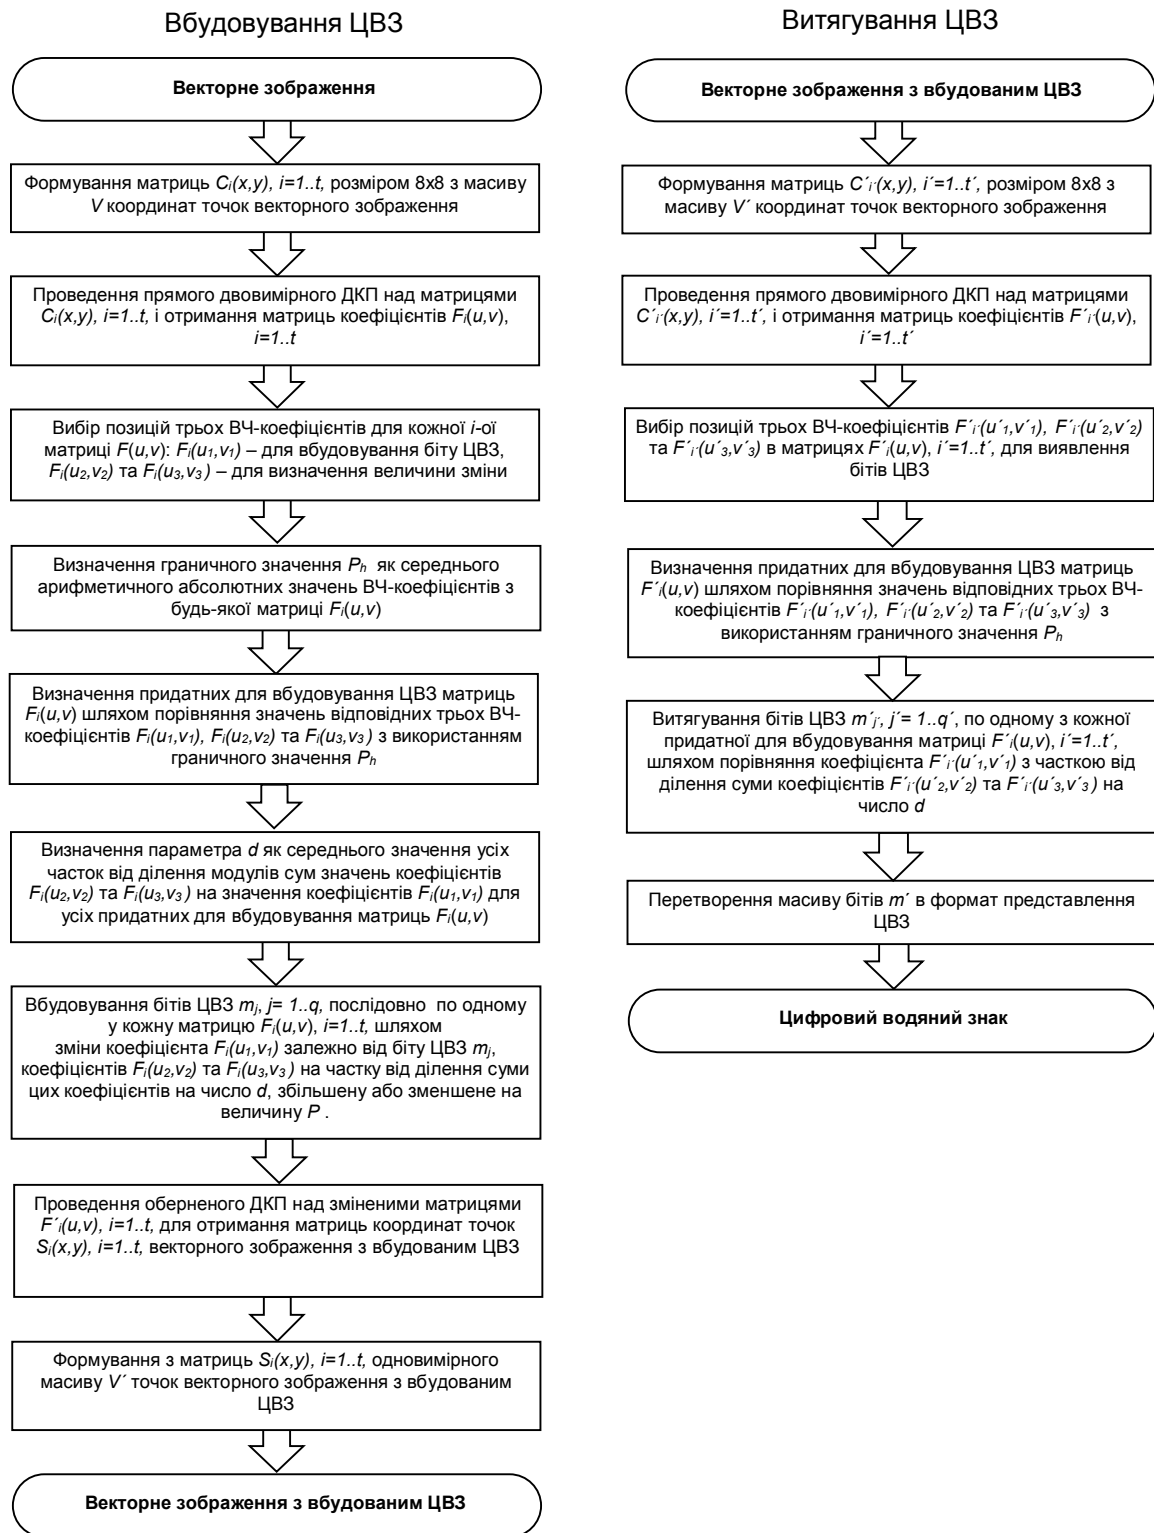 Вбудовування ЦВЗ
Векторне зображення
Формування матриць Ci(x,y), i=1..t, розміром 8x8 з масиву
V координат точок векторного зображення
Проведення прямого двовимірного ДКП над матрицями
Ci(x,y), i=1..t, і отримання матриць коефіцієнтів Fi(u,v),
i=1..t
Вибір позицій трьох ВЧ-коефіцієнтів для кожної i-ої
матриці F(u,v): Fi(u1,v1) – для вбудовування біту ЦВЗ,
Fi(u2,v2) та Fi(u3,v3) – для визначення величини зміни
Визначення граничного значення Ph як середнього
арифметичного абсолютних значень ВЧ-коефіцієнтів з
будь-якої матриці Fi(u,v)
Визначення придатних для вбудовування ЦВЗ матриць
Fi(u,v) шляхом порівняння значень відповідних трьох ВЧ-
коефіцієнтів Fi(u1,v1), Fi(u2,v2) та Fi(u3,v3) з використанням
граничного значення Ph
Визначення параметра d як середнього значення усіх
часток від ділення модулів сум значень коефіцієнтів
Fi(u2,v2) та Fi(u3,v3) на значення коефіцієнтів Fi(u1,v1) для
усіх придатних для вбудовування матриць Fi(u,v)
Вбудовування бітів ЦВЗ mj, j= 1..q, послідовно по одному
у кожну матрицю Fi(u,v), i=1..t, шляхом
зміни коефіцієнта Fi(u1,v1) залежно від біту ЦВЗ mj,
коефіцієнтів Fi(u2,v2) та Fi(u3,v3) на частку від ділення суми
цих коефіцієнтів на число d, збільшену або зменшене на
величину P .
Проведення оберненого ДКП над зміненими матрицями
F´i(u,v), i=1..t, для отримання матриць координат точок
Si(x,y), i=1..t, векторного зображення з вбудованим ЦВЗ
Формування з матриць Si(x,y), i=1..t, одновимірного
масиву V´ точок векторного зображення з вбудованим
ЦВЗ
Векторне зображення з вбудованим ЦВЗ
Витягування ЦВЗ
Векторне зображення з вбудованим ЦВЗ
Формування матриць C´i´(x,y), i´=1..t´, розміром 8x8 з
масиву V´ координат точок векторного зображення
Проведення прямого двовимірного ДКП над матрицями
C´i´(x,y), i´=1..t´, і отримання матриць коефіцієнтів F´i´(u,v),
i´=1..t´
Вибір позицій трьох ВЧ-коефіцієнтів F´i´(u´1,v´1), F´i´(u´2,v´2)
та F´i´(u´3,v´3) в матрицях F´i(u,v), i´=1..t´, для виявлення
бітів ЦВЗ
Визначення придатних для вбудовування ЦВЗ матриць
F´i(u,v) шляхом порівняння значень відповідних трьох ВЧ-
коефіцієнтів F´i´(u´1,v´1), F´i´(u´2,v´2) та F´i´(u´3,v´3) з
використанням граничного значення Ph
Витягування бітів ЦВЗ m´j´, j´= 1..q´, по одному з кожної
придатної для вбудовування матриці F´i(u,v), i´=1..t´,
шляхом порівняння коефіцієнта F´i´(u´1,v´1) з часткою від
ділення суми коефіцієнтів F´i´(u´2,v´2) та F´i´(u´3,v´3) на
число d
Перетворення масиву бітів m´ в формат представлення
ЦВЗ
Цифровий водяний знак